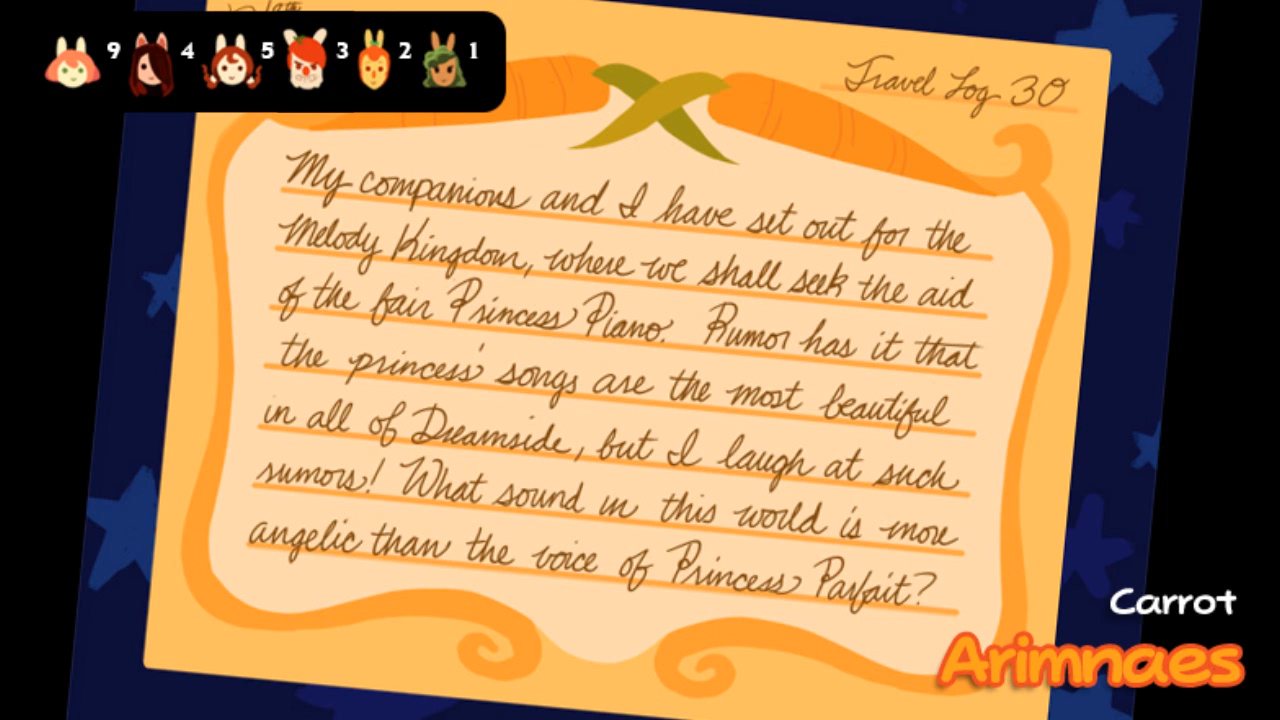 9 4 5 3 2 1
Travel Log 30
My companions and I have set out for the
Melody Kingdom, where we shall seek the aid
of the fair Princess Piano. Rumor has it that
the princess' songs are the most beautiful
in all of Dreamside, but I laugh at such
rumors! What sound in this world is more
angelic than the voice of Princess Parfait?
Carrot
Arimnaes